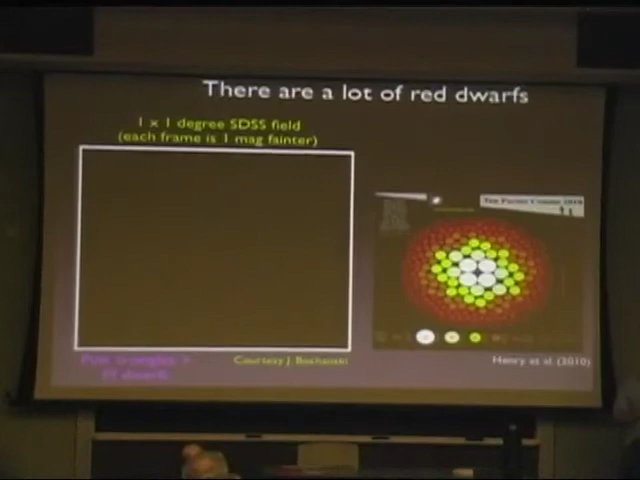 There are a lot of red dwarfs
1 x 1 degree SDSS field
(each frame is 1 mag fainter)
Courtesy J. Bochanski
Henry et al. (2010)